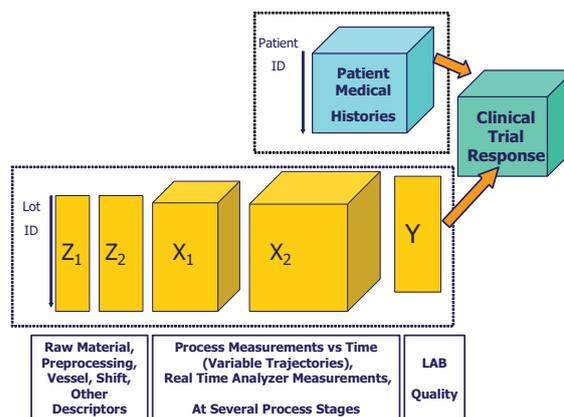 Patient
ID
Patient
Medical
Histories
Clinical
Trial
Response
Lot
ID
Z1
Z2
X1
X2
Y
Raw Material,
Preprocessing,
Vessel, Shift,
Other
Descriptors
Process Measurements vs Time
(Variable Trajectories),
Real Time Analyzer Measurements,
At Several Process Stages
LAB
Quality